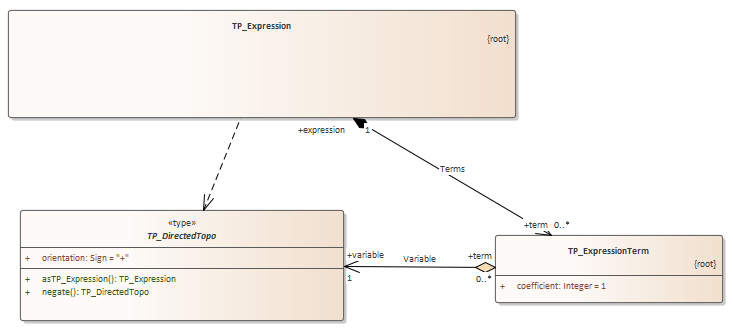 TP_Expression
{root}
+expression
1
Terms
+term 0..*
«type»
TP_DirectedTopo
+ orientation: Sign = "+"
+ asTP_Expression(): TP_Expression
+ negate(): TP_DirectedTopo
+variable
Variable
+term
1
0..*
TP_ExpressionTerm
{root}
+ coefficient: Integer = 1